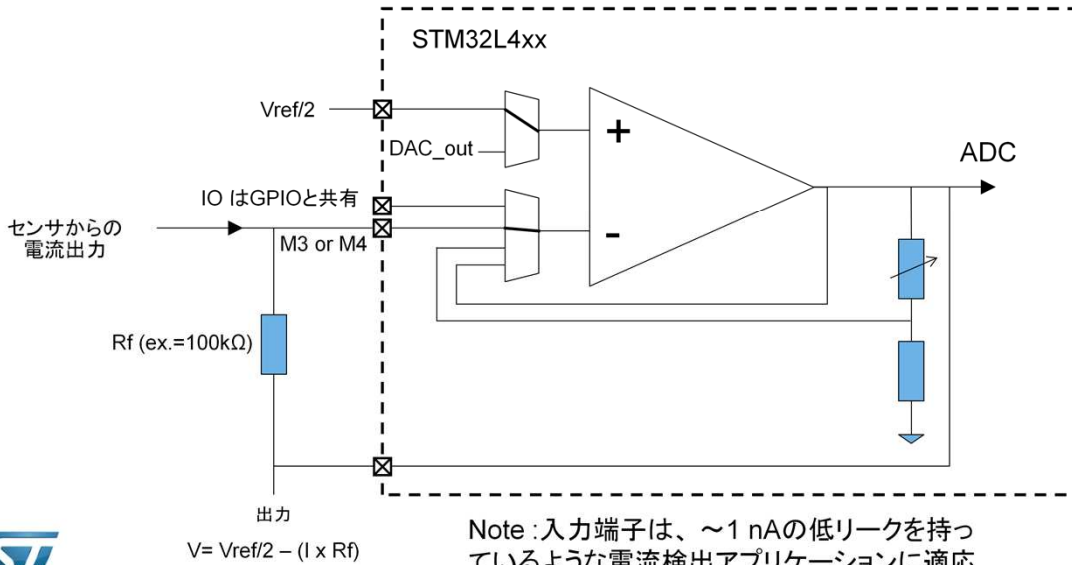 STM32L4xx
Vref/2
DAC_out
+
ADC
IO はGPIOと共有
センサからの
電流出力
M3 or M4
-
Rf (ex.=100kΩ)
出力
V= Vref/2 – (I x Rf)
Note :入力端子は、～1 nAの低リークを持っ
ているような電流検出アプリケーションに適応